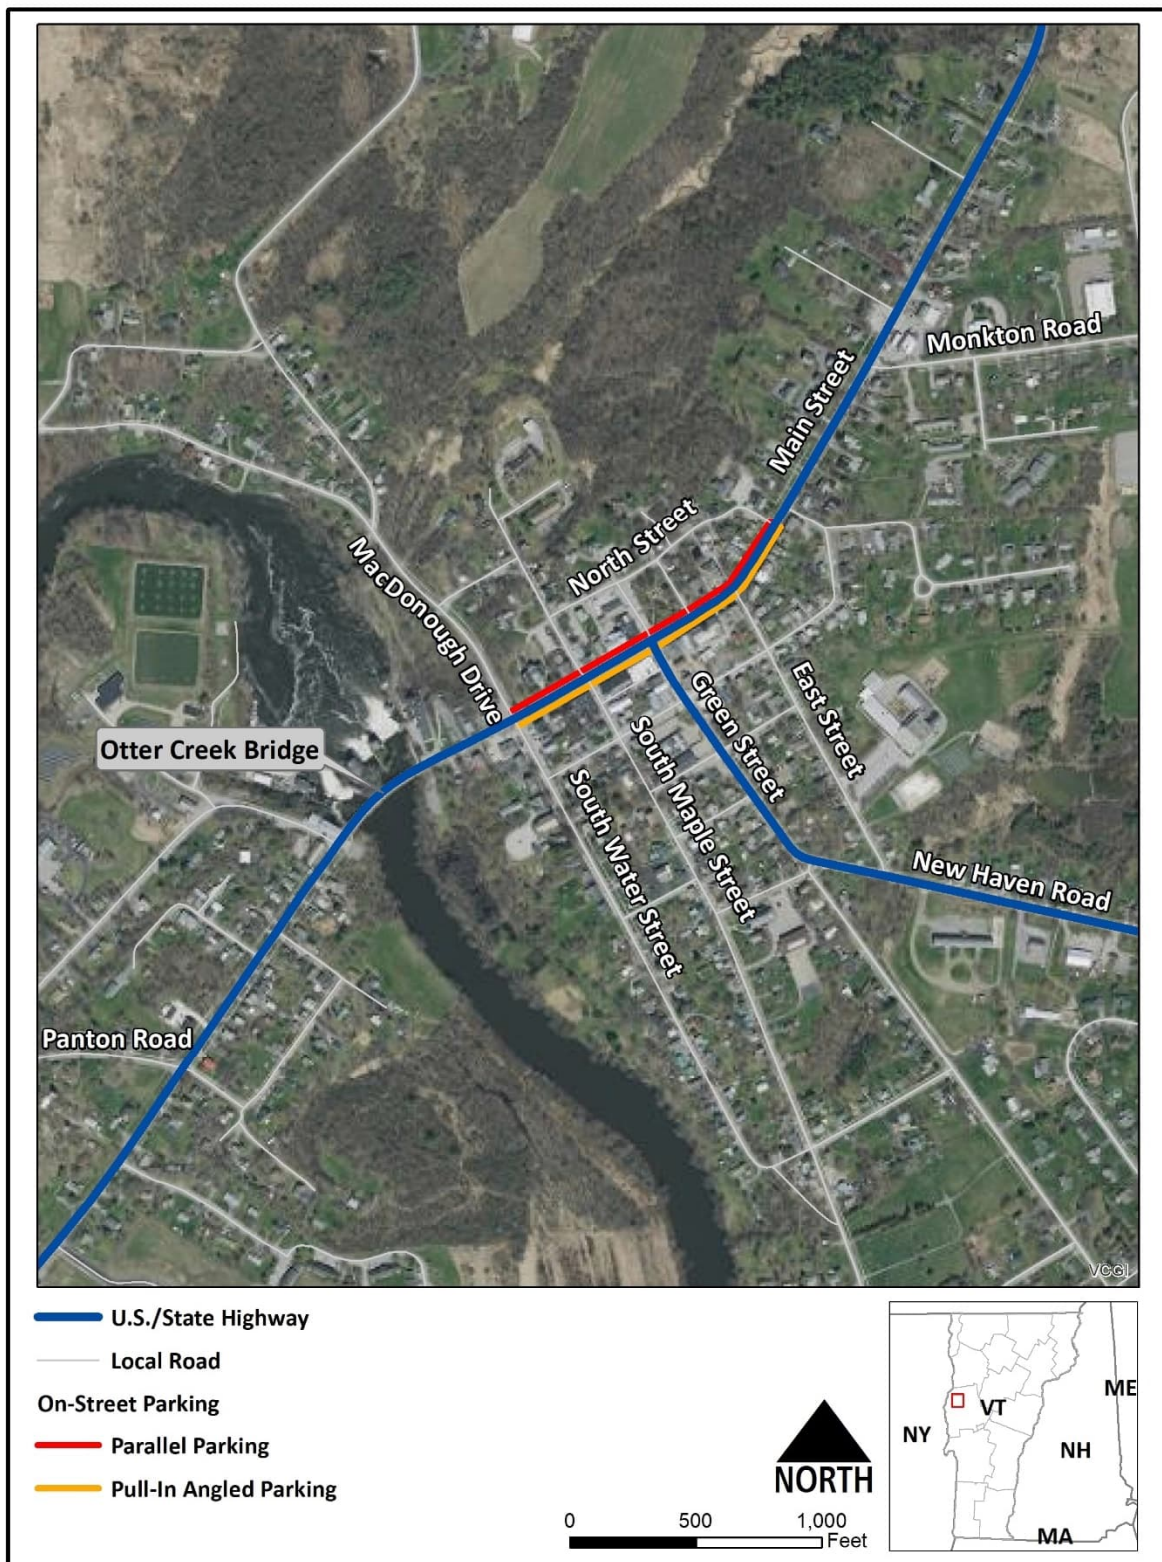 Monkton Road
Main Street
North Street
MacDonough Drive
Otter Creek Bridge
Green Street
East Street
South Maple Street
South Water Street
New Haven Road
Panton Road
VCGI
U.S./State Highway
Local Road
On-Street Parking
Parallel Parking
Pull-In Angled Parking
NORTH
0 500 1,000
Feet
ME
VT
NY
NH
MA